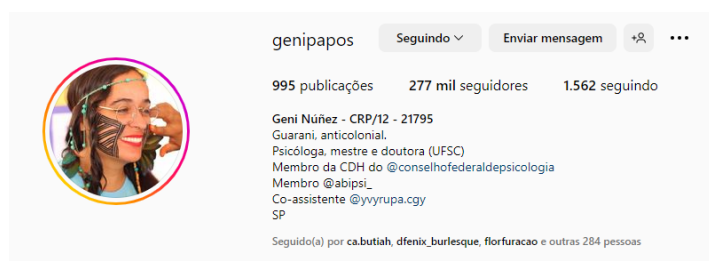 genipapos Seguindo Enviar mensagem
995 publicações 277 mil seguidores 1.562 seguindo
Geni Núñez - CRP/12 - 21795
Guarani, anticolonial.
Psicóloga, mestre e doutora (UFSC)
Membro da CDH do @conselhofederaldepsicologia
Membro @abipsi_
Co-assistente @yvyrupa.cgy
SP
Seguido(a) por ca.butiah, dfenix_burlesque, florfuracao e outras 284 pessoas